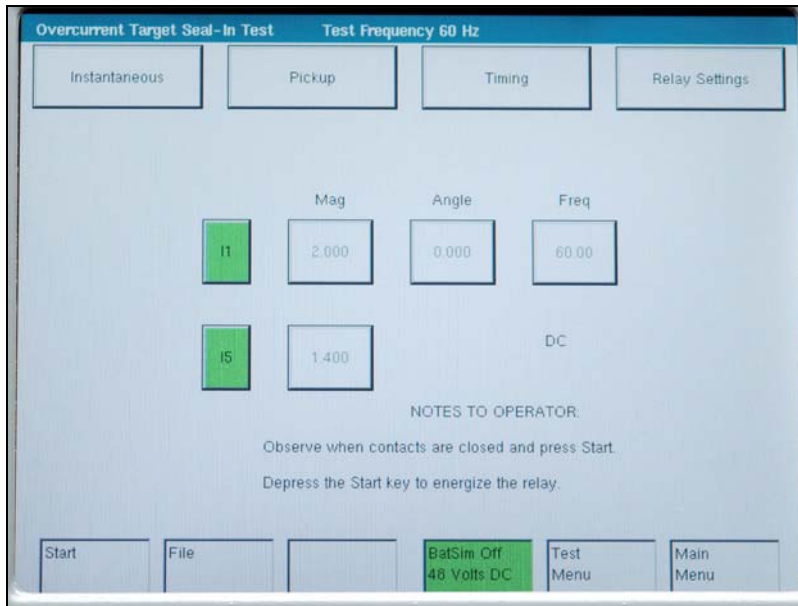 Overcurrent Target Seal-In Test Test Frequency 60 Hz
Instantaneous Pickup Timing Relay Settings
Mag Angle Freq
I1 2.000 0.000 60.00
I5 1.400 DC
NOTES TO OPERATOR:
Observe when contacts are closed and press Start.
Depress the Start key to energize the relay.
Start File BatSim Off Test Main
48 Volts DC Menu Menu